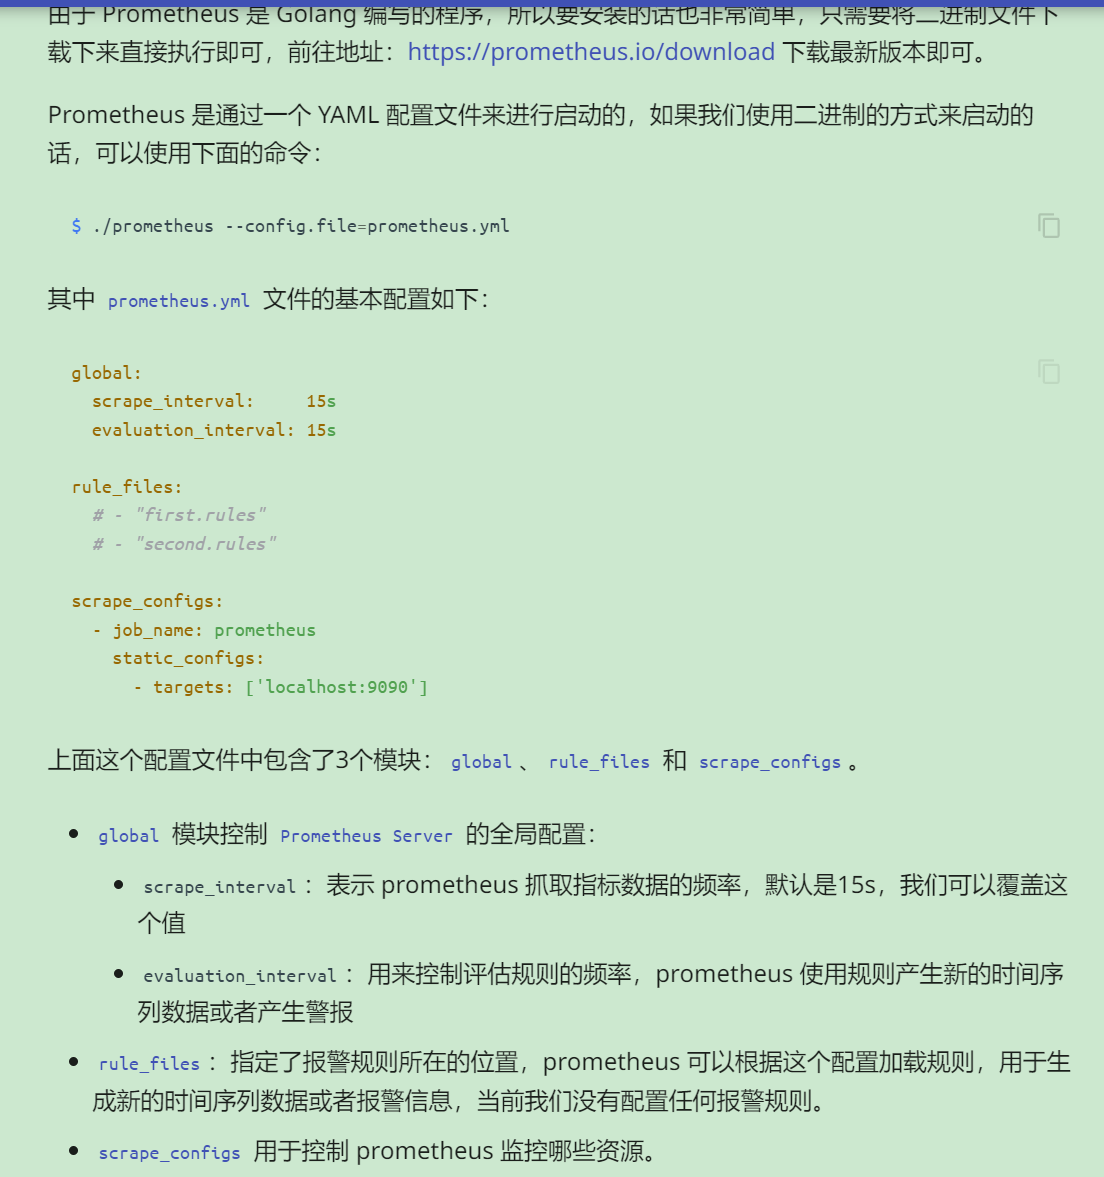 由于 Prometheus 是 Golang 编写的程序，所以要安装的话也非常简单，只需要将二进制文件下
载下来直接执行即可，前往地址：https://prometheus.io/download 下载最新版本即可。
Prometheus 是通过一个 YAML 配置文件来进行启动的，如果我们使用二进制的方式来启动的
话，可以使用下面的命令：
$ ./prometheus --config.file=prometheus.yml
其中 prometheus.yml 文件的基本配置如下：
global:
  scrape_interval:     15s
  evaluation_interval: 15s
rule_files:
  # - "first.rules"
  # - "second.rules"
scrape_configs:
  - job_name: prometheus
    static_configs:
      - targets: ['localhost:9090']
上面这个配置文件中包含了3个模块： global 、 rule_files 和 scrape_configs 。
• global 模块控制 Prometheus Server 的全局配置：
• scrape_interval ： 表示 prometheus 抓取指标数据的频率，默认是15s，我们可以覆盖这
个值
• evaluation_interval ： 用来控制评估规则的频率，prometheus 使用规则产生新的时间序
列数据或者产生警报
• rule_files ： 指定了报警规则所在的位置，prometheus 可以根据这个配置加载规则，用于生
成新的时间序列数据或者报警信息，当前我们没有配置任何报警规则。
• scrape_configs 用于控制 prometheus 监控哪些资源。